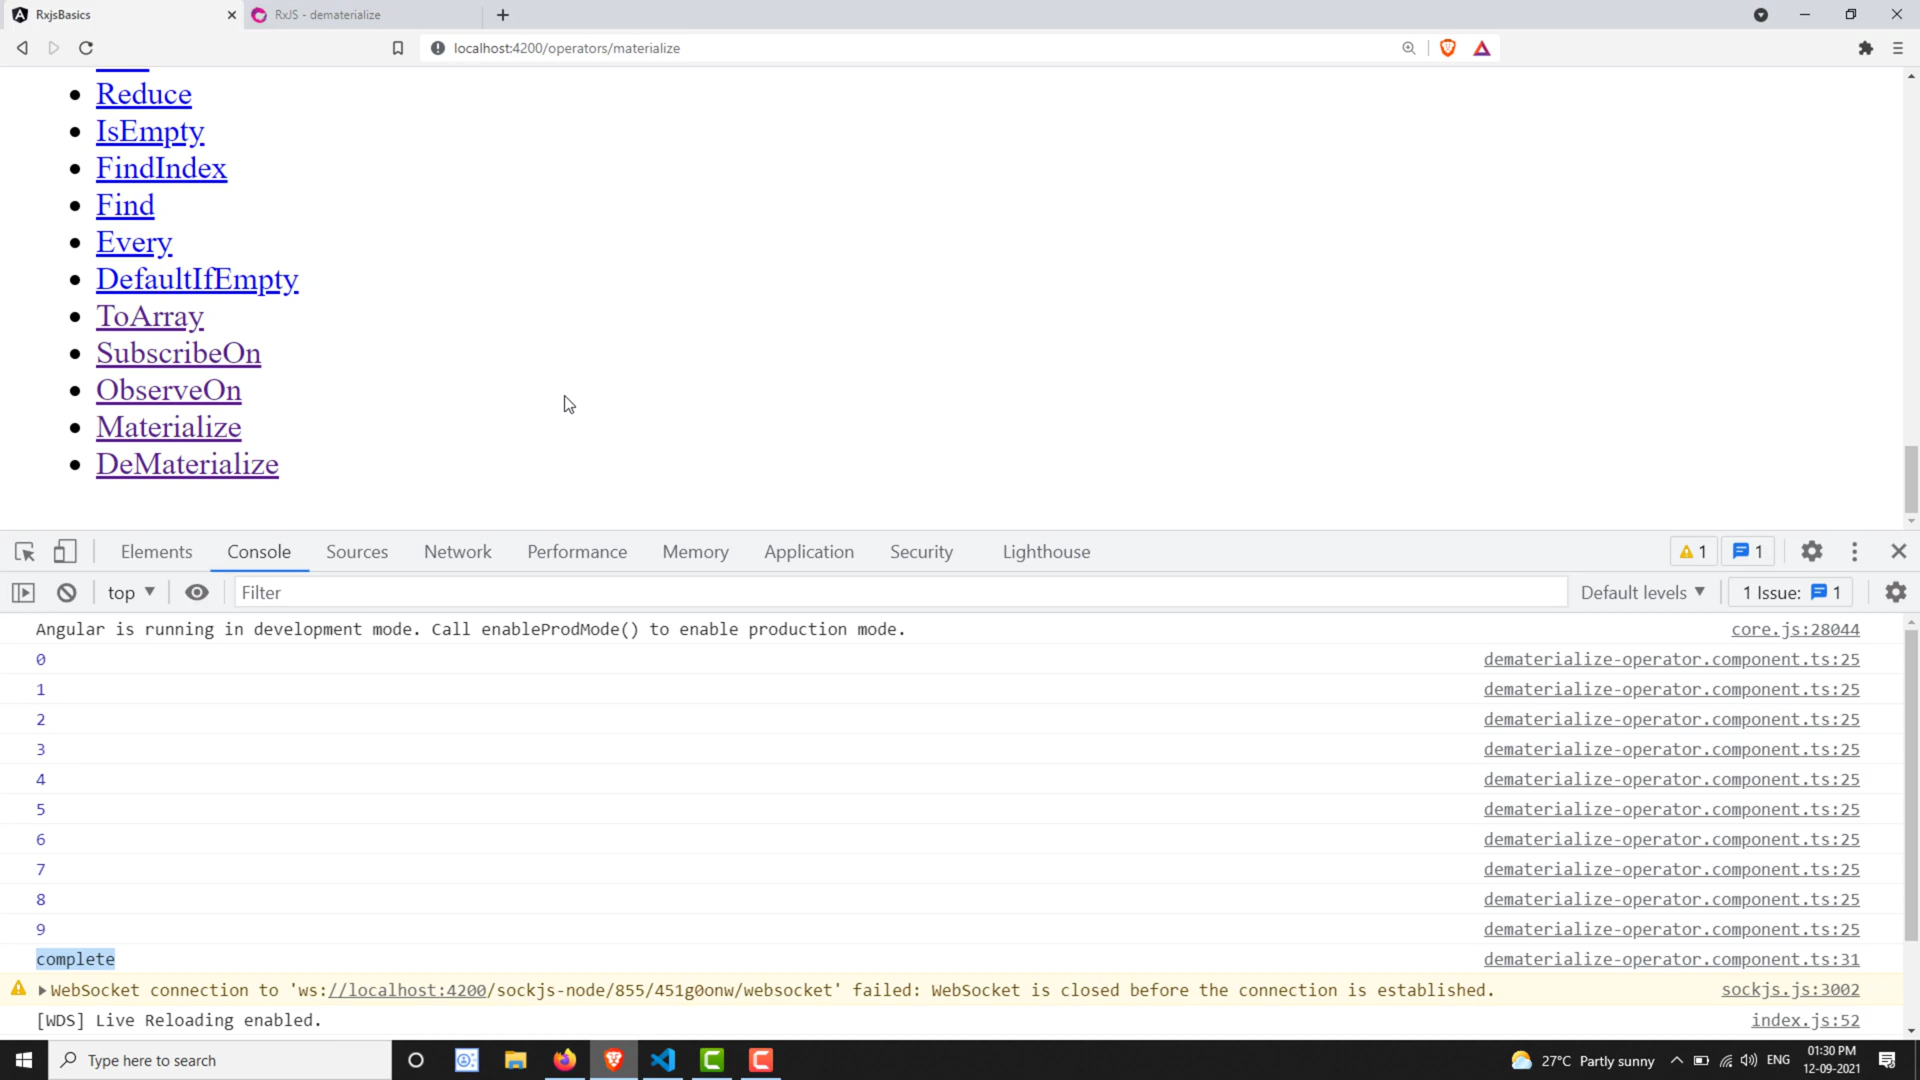 RxjsBasics
RxJS - dematerialize
localhost:4200/operators/materialize
Reduce
IsEmpty
FindIndex
Find
Every
DefaultIfEmpty
ToArray
SubscribeOn
ObserveOn
Materialize
DeMaterialize
Elements Console Sources Network Performance Memory Application Security Lighthouse 1 1
top Filter Default levels 1 Issue: 1
Angular is running in development mode. Call enableProdMode() to enable production mode. core.js:28044
0 dematerialize-operator.component.ts:25
1 dematerialize-operator.component.ts:25
2 dematerialize-operator.component.ts:25
3 dematerialize-operator.component.ts:25
4 dematerialize-operator.component.ts:25
5 dematerialize-operator.component.ts:25
6 dematerialize-operator.component.ts:25
7 dematerialize-operator.component.ts:25
8 dematerialize-operator.component.ts:25
9 dematerialize-operator.component.ts:25
complete dematerialize-operator.component.ts:31
WebSocket connection to 'ws://localhost:4200/sockjs-node/855/451g0onw/websocket' failed: WebSocket is closed before the connection is established. sockjs.js:3002
[WDS] Live Reloading enabled. index.js:52
Type here to search 27°C Partly sunny ENG 01:30 PM
12-09-2021